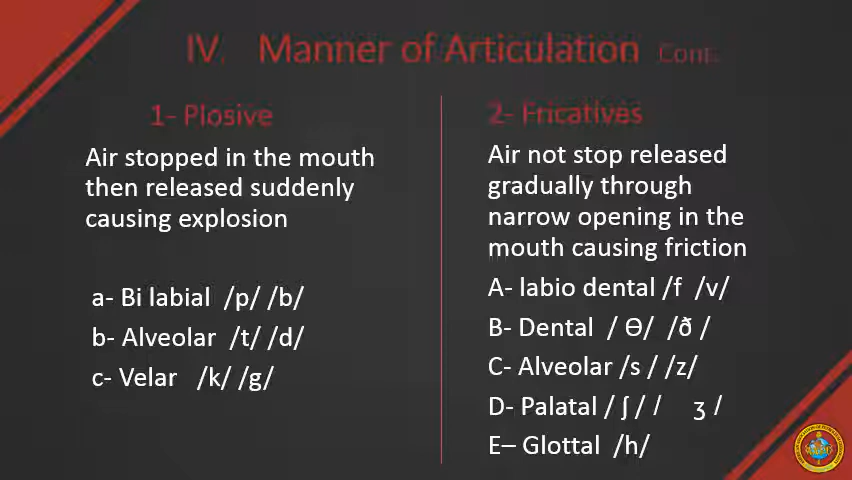 IV. Manner of Articulation Cont.
1- Plosive
Air stopped in the mouth
then released suddenly
causing explosion
a- Bi labial /p/ /b/
b- Alveolar /t/ /d/
c- Velar /k/ /g/
2- Fricatives
Air not stop released
gradually through
narrow opening in the
mouth causing friction
A- labio dental /f /v/
B- Dental / Ɵ/ /ð /
C- Alveolar /s / /z/
D- Palatal / ʃ / / ʒ /
E– Glottal /h/